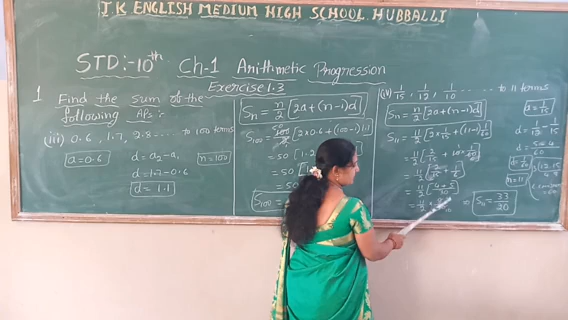 J K ENGLISH MEDIUM HIGH SCHOOL HUBBALLI
STD:-10th Ch-1 Arithmetic Progression
Exercise 1.3
1 Find the sum of the
following APs:-
(iii) 0.6, 1.7, 2.8 ...... to 100 terms
a = 0.6 d = a₂ - a₁ n = 100
d = 1.7 - 0.6
d = 1.1
Sn = n/2 [2a + (n-1)d]
S100 = 100/2 [2×0.6 + (100-1)1.1]
= 50 [1.2
= 50 [1
= 50
S100 =
(iv) 1/15, 1/12, 1/10 ...... to 11 terms
Sn = n/2 [2a + (n-1)d]
S11 = 11/2 [2×1/15 + (11-1)1/60]
= 11/2 [2/15 + 10×1/60]
= 11/2 [2/15 + 1/6]
= 11/2 [4+5/30]
= 11/2 ×
⇒ S11 = 33/20
a = 1/15
d = 1/12 - 1/15
d = 5-4/60
d = 1/60
n = 11